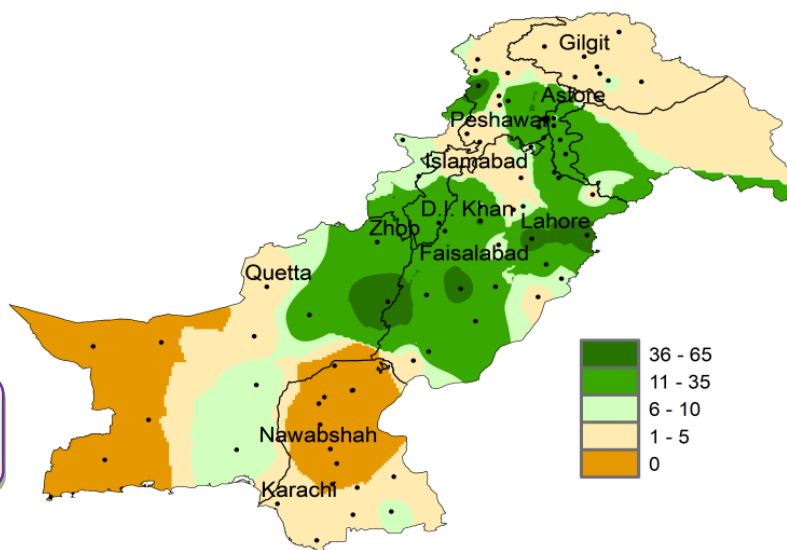 Gilgit
Astore
Peshawar
Islamabad
D.I. Khan
Zhob
Lahore
Faisalabad
Quetta
36 - 65
11 - 35
6 - 10
1 - 5
0
Nawabshah
Karachi